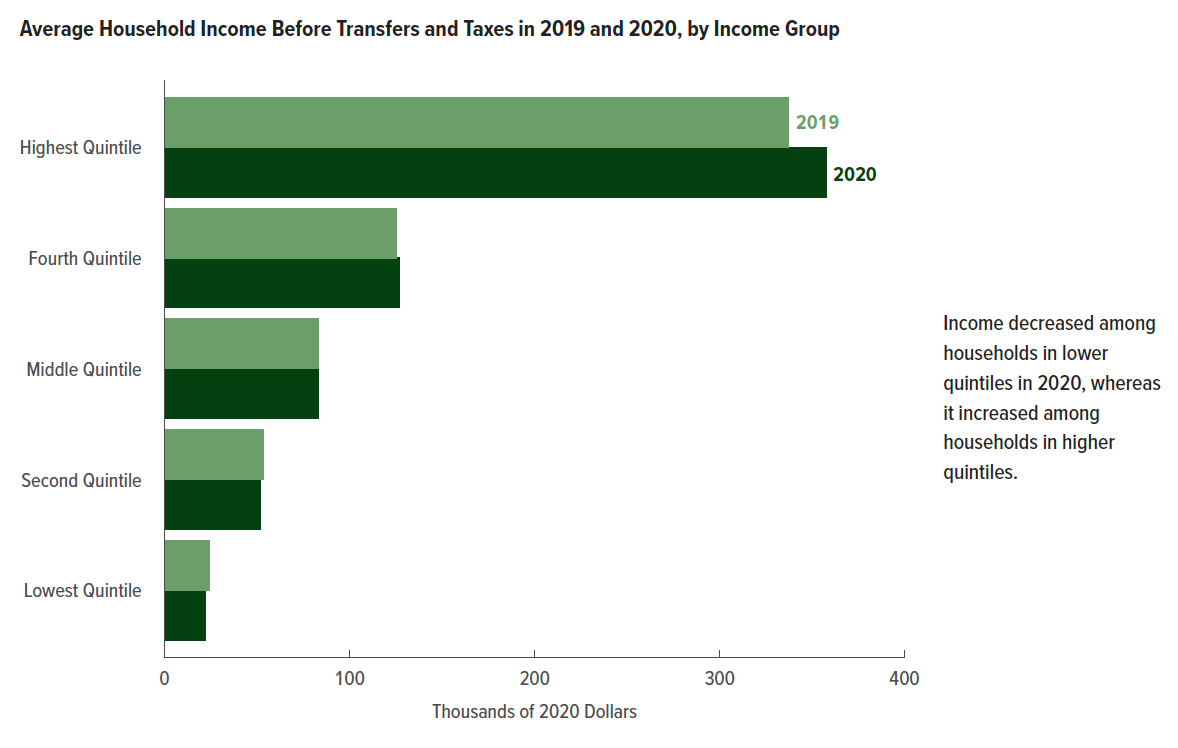 Average Household Income Before Transfers and Taxes in 2019 and 2020, by Income Group
2019
Highest Quintile
2020
Fourth Quintile
Middle Quintile
Second Quintile
Lowest Quintile
Income decreased among
households in lower
quintiles in 2020, whereas
it increased among
households in higher
quintiles.
0 100 200 300 400
Thousands of 2020 Dollars